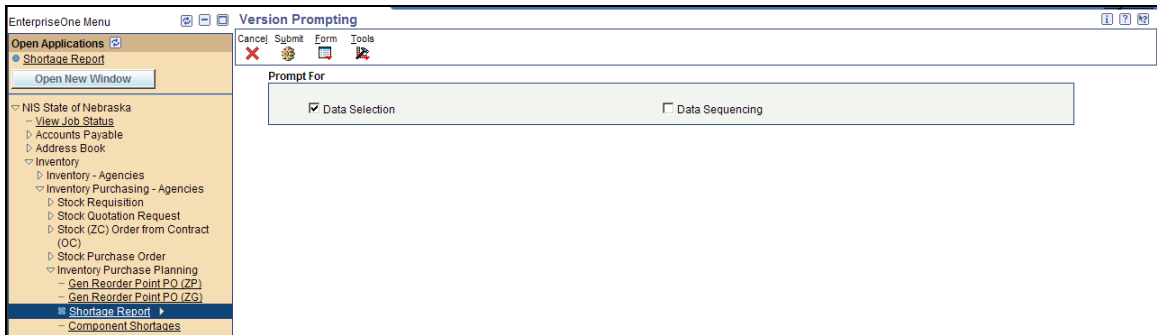 EnterpriseOne Menu
Open Applications
Shortage Report
Open New Window
NIS State of Nebraska
View Job Status
Accounts Payable
Address Book
Inventory
Inventory - Agencies
Inventory Purchasing - Agencies
Stock Requisition
Stock Quotation Request
Stock (ZC) Order from Contract
(OC)
Stock Purchase Order
Inventory Purchase Planning
Gen Reorder Point PO (ZP)
Gen Reorder Point PO (ZG)
Shortage Report
Component Shortages
Version Prompting
Cancel Submit Form Tools
Prompt For
Data Selection Data Sequencing